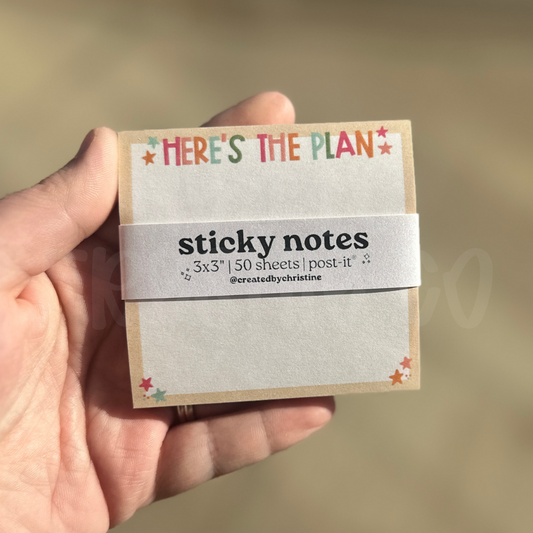 HERE'S THE PLAN
sticky notes
3x3" | 50 sheets | post-it®
@createdbychristine